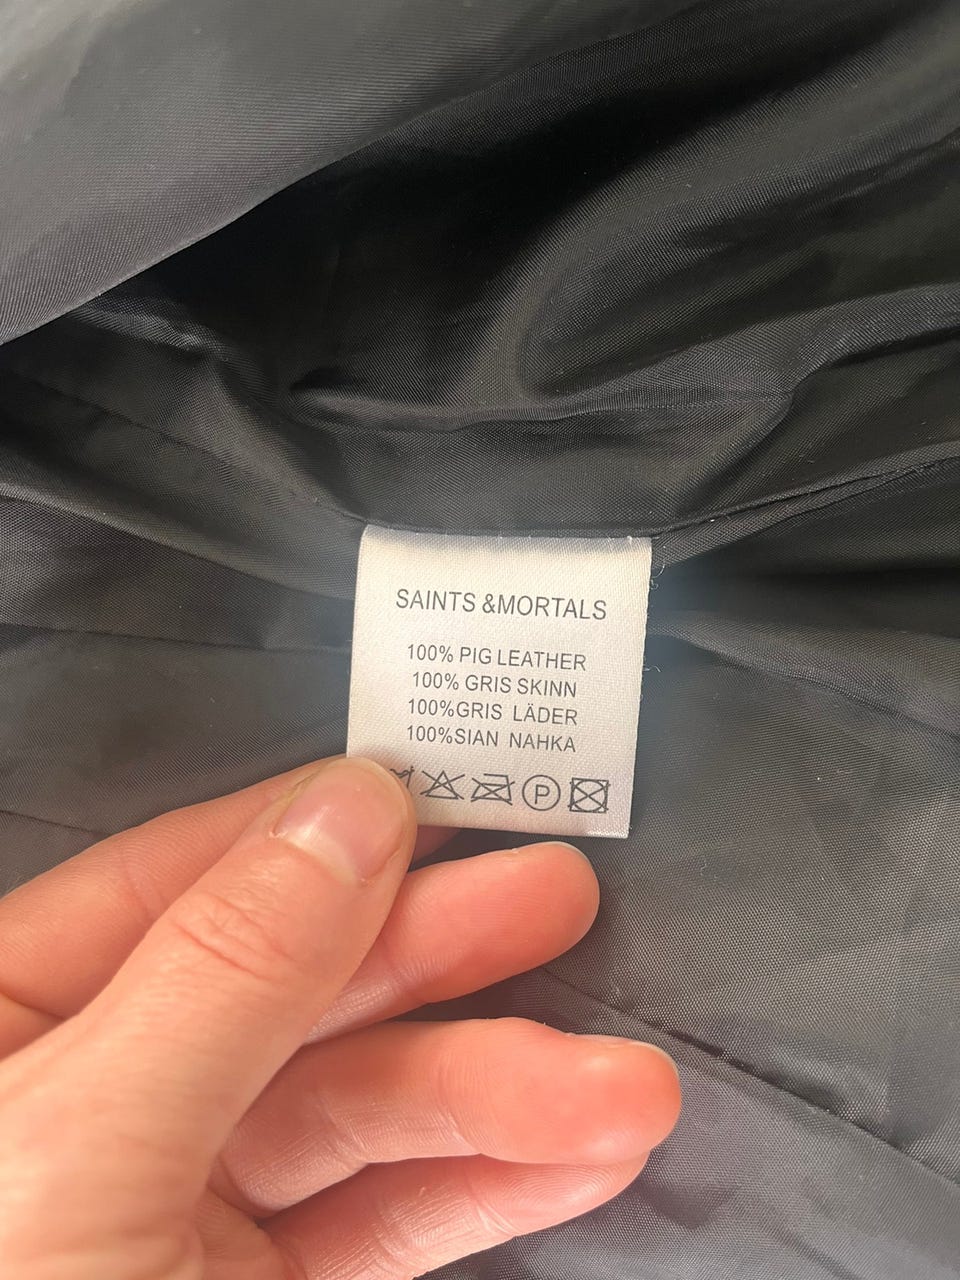 SAINTS &MORTALS
100% PIG LEATHER
100% GRIS SKINN
100%GRIS LÄDER
100%SIAN NAHKA
P